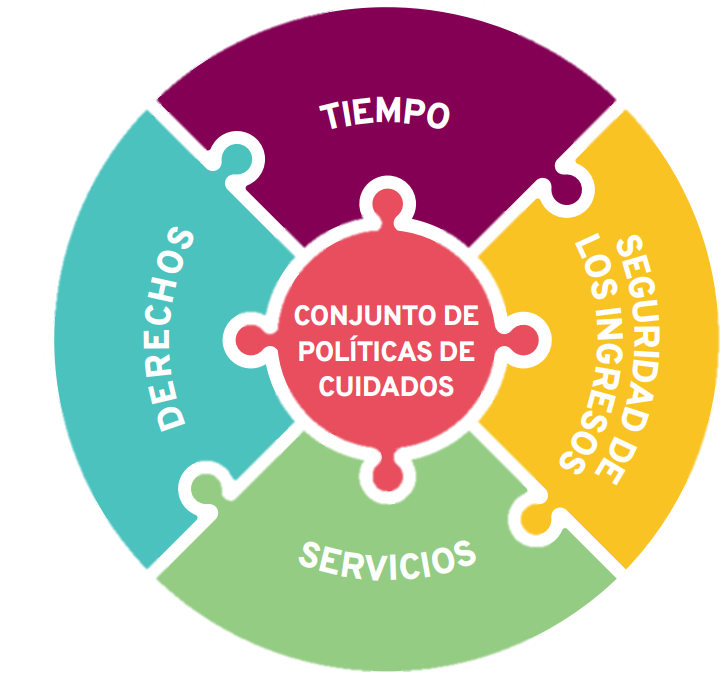 TIEMPO
SEGURIDAD DE
LOS INGRESOS
CONJUNTO DE
POLÍTICAS DE
CUIDADOS
DERECHOS
SERVICIOS